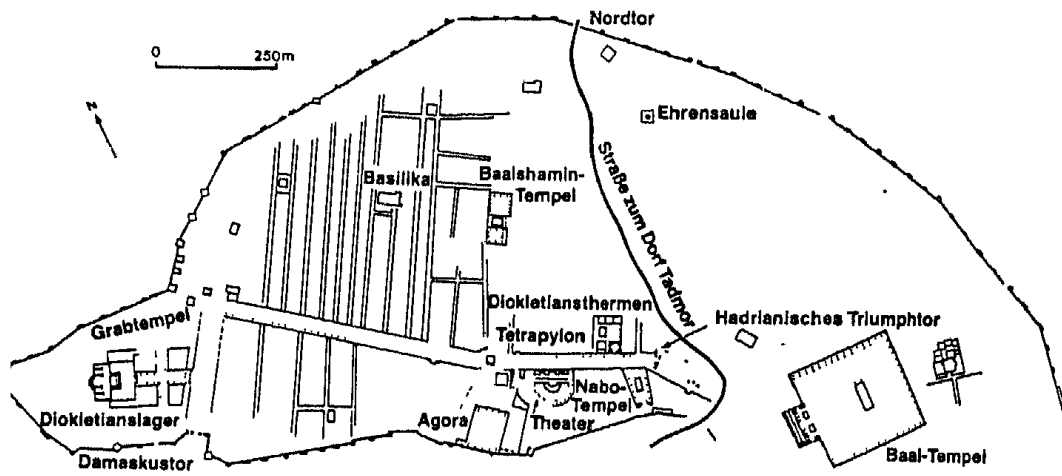 Nordtor
0 250m
N
Ehrensaule
Basilika
Baalshamin-
Tempel
Straße zum Dorf Tadmor
Diokletiansthermen
Hadrianisches Triumphtor
Grabtempel
Tetrapylon
Nabo-
Tempel
Diokletianslager
Agora
Theater
Damaskustor
Baal-Tempel